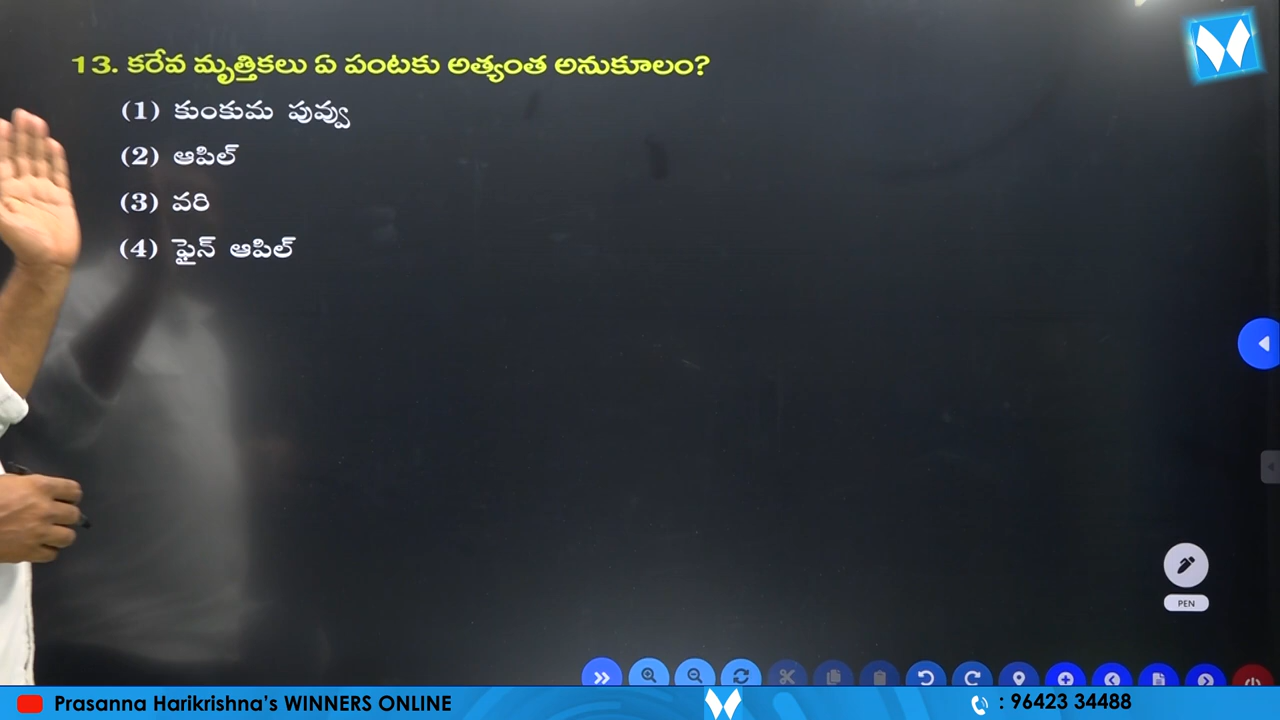 13. కరేవ మృత్తికలు ఏ పంటకు అత్యంత అనుకూలం?
(1) కుంకుమ పువ్వు
(2) ఆపిల్
(3) వరి
(4) ఫైన్ ఆపిల్
PEN
Prasanna Harikrishna's WINNERS ONLINE
: 96423 34488